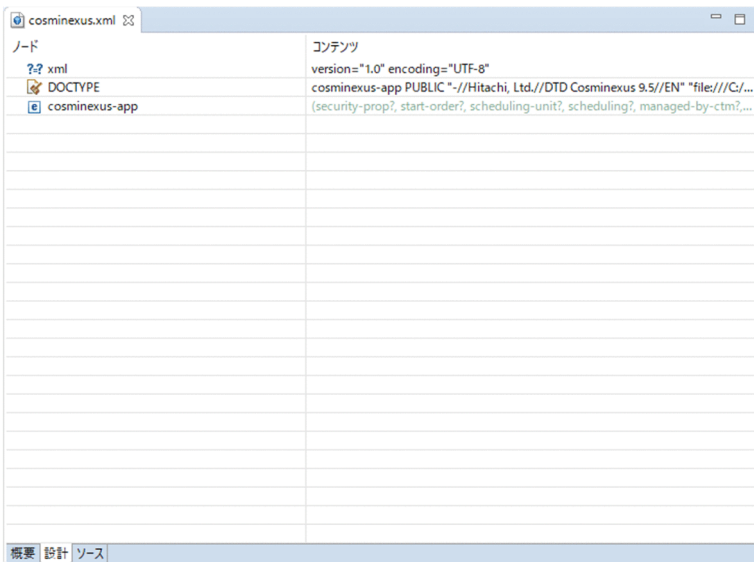 cosminexus.xml
ノード コンテンツ
?-? xml version="1.0" encoding="UTF-8"
DOCTYPE cosminexus-app PUBLIC "-//Hitachi, Ltd.//DTD Cosminexus 9.5//EN" "file:///C:/...
e cosminexus-app (security-prop?, start-order?, scheduling-unit?, scheduling?, managed-by-ctm?,...
概要 設計 ソース